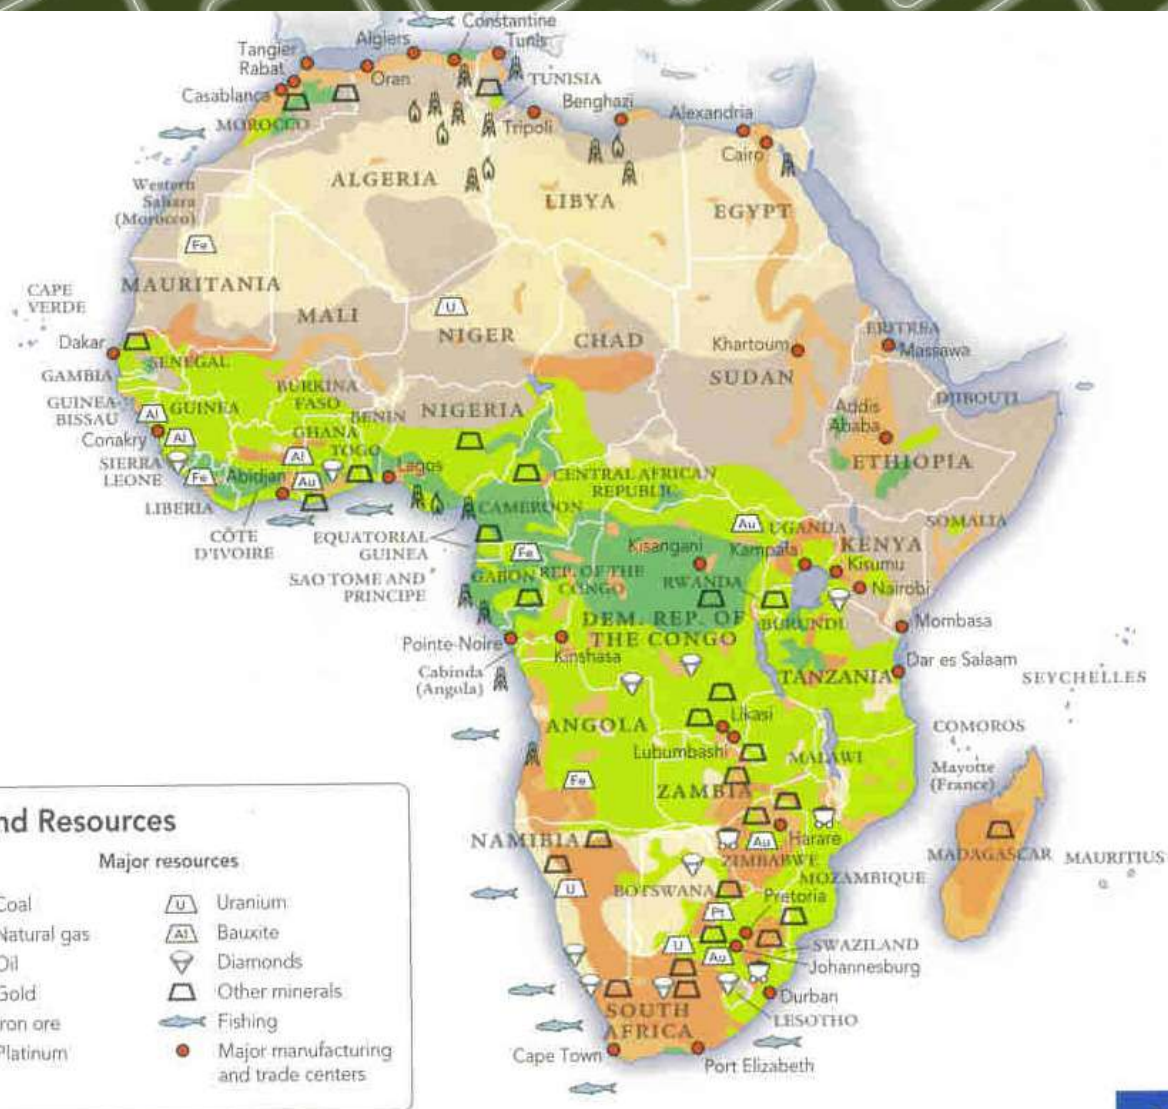 Constantine
Algiers
Tunis
Tangier
Rabat
Oran
TUNISIA
Casablanca
Benghazi
Alexandria
MOROCCO
Tripoli
Cairo
ALGERIA
Western
Sahara
(Morocco)
LIBYA
EGYPT
Fe
CAPE
VERDE
MAURITANIA
MALI
U
NIGER
CHAD
ERITREA
Dakar
Khartoum
Massawa
SENEGAL
SUDAN
GAMBIA
BURKINA
FASO
DJIBOUTI
GUINEA-
BISSAU
Al
GUINEA
BENIN
NIGERIA
Addis
Ababa
Conakry
Al
GHANA
TOGO
Al
ETHIOPIA
SIERRA
LEONE
Fe
Abidjan
Au
Lagos
CENTRAL AFRICAN
REPUBLIC
LIBERIA
CAMEROON
Au
UGANDA
SOMALIA
CÔTE
D'IVOIRE
EQUATORIAL
GUINEA
Fe
Kisangani
Kampala
KENYA
Kisumu
SAO TOME AND
PRINCIPE
GABON
REP. OF THE
CONGO
RWANDA
Nairobi
DEM. REP. OF
THE CONGO
BURUNDI
Mombasa
Pointe-Noire
Kinshasa
Dar es Salaam
Cabinda
(Angola)
TANZANIA
SEYCHELLES
ANGOLA
Likasi
COMOROS
Lubumbashi
MALAWI
Mayotte
(France)
Fe
ZAMBIA
Harare
NAMIBIA
Au
ZIMBABWE
MADAGASCAR
MAURITIUS
U
BOTSWANA
MOZAMBIQUE
Pt
Pretoria
U
Au
SWAZILAND
Johannesburg
Durban
SOUTH
AFRICA
LESOTHO
Cape Town
Port Elizabeth
nd Resources
Major resources
Coal
Natural gas
Oil
Gold
Iron ore
Platinum
U
Uranium
Al
Bauxite
Diamonds
Other minerals
Fishing
Major manufacturing
and trade centers